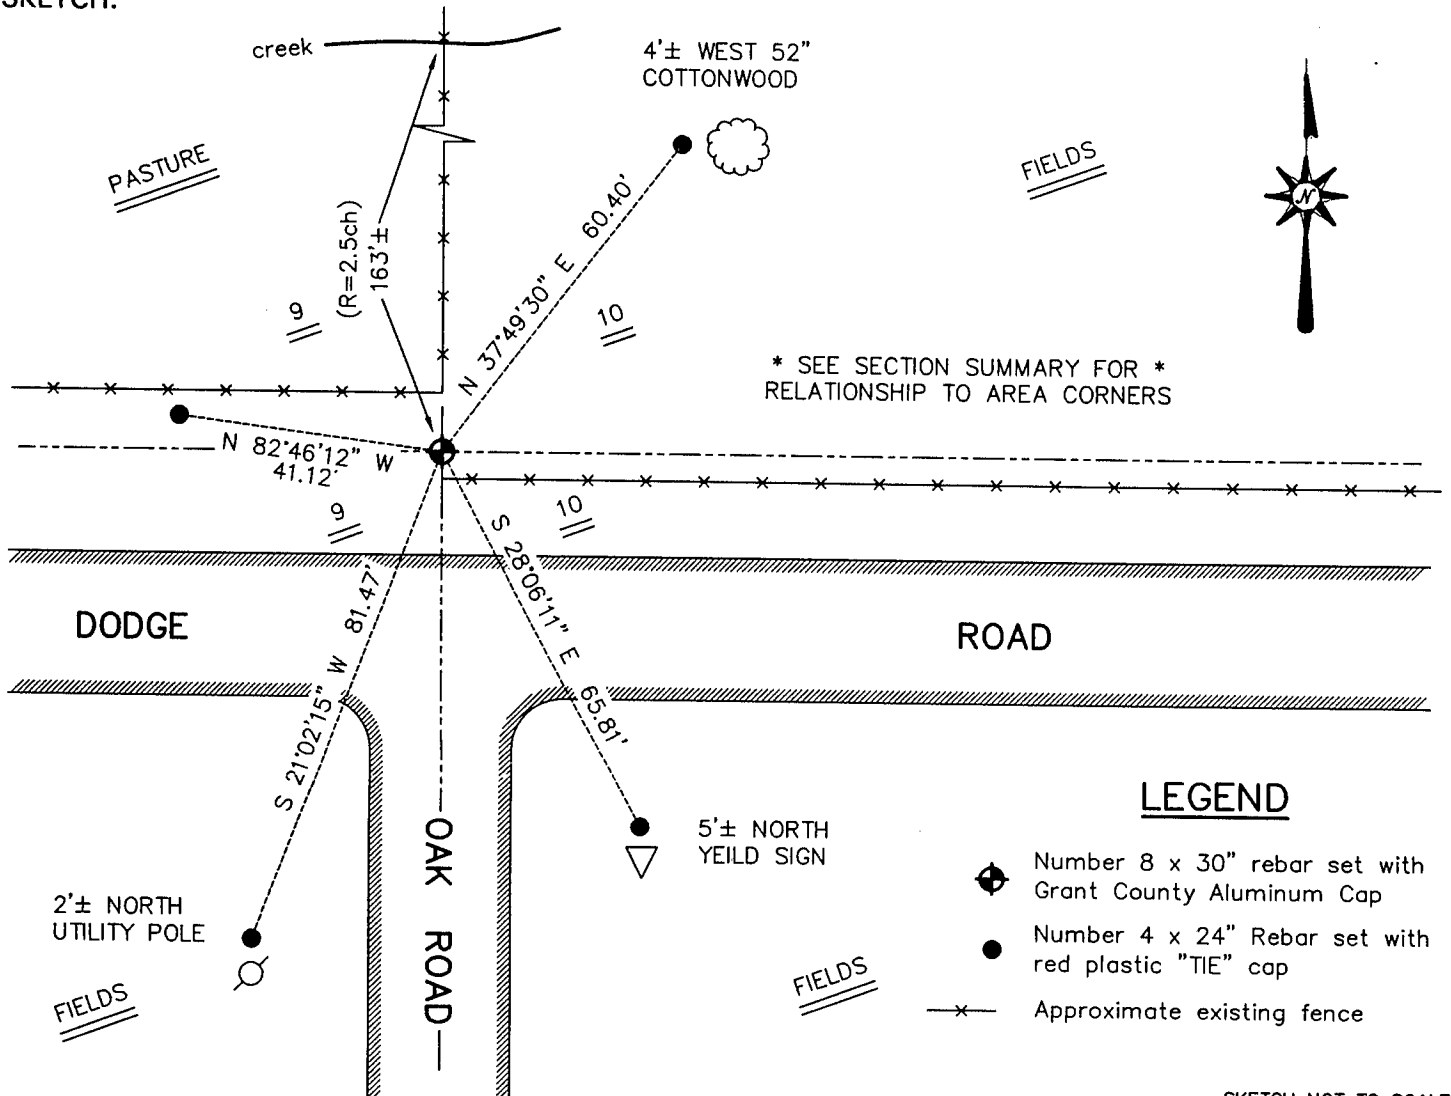 SKETCH:
creek
4'± WEST 52"
COTTONWOOD
PASTURE
FIELDS
N
(R=2.5ch)
163'±
N 37°49'30" E 60.40'
9
10
* SEE SECTION SUMMARY FOR *
RELATIONSHIP TO AREA CORNERS
N 82°46'12" W
41.12'
9
10
S 28°06'11" E 65.81'
S 21°02'15" W 81.47'
DODGE
ROAD
OAK ROAD
5'± NORTH
YEILD SIGN
2'± NORTH
UTILITY POLE
FIELDS
FIELDS
LEGEND
Number 8 x 30" rebar set with
Grant County Aluminum Cap
Number 4 x 24" Rebar set with
red plastic "TIE" cap
Approximate existing fence
SKETCH NOT TO SCALE